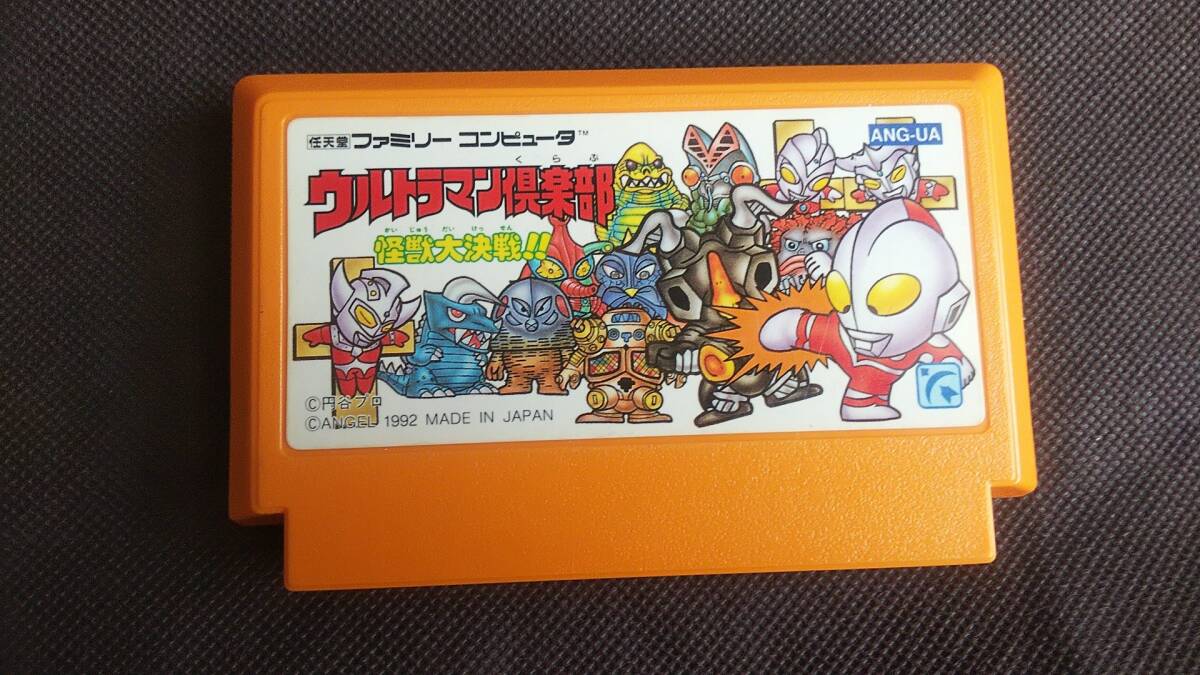 任天堂 ファミリー コンピュータ™
ANG-UA
くらぶ
ウルトラマン倶楽部
かいじゅうだいけっせん
怪獣大決戦!!
©円谷プロ
©ANGEL 1992 MADE IN JAPAN